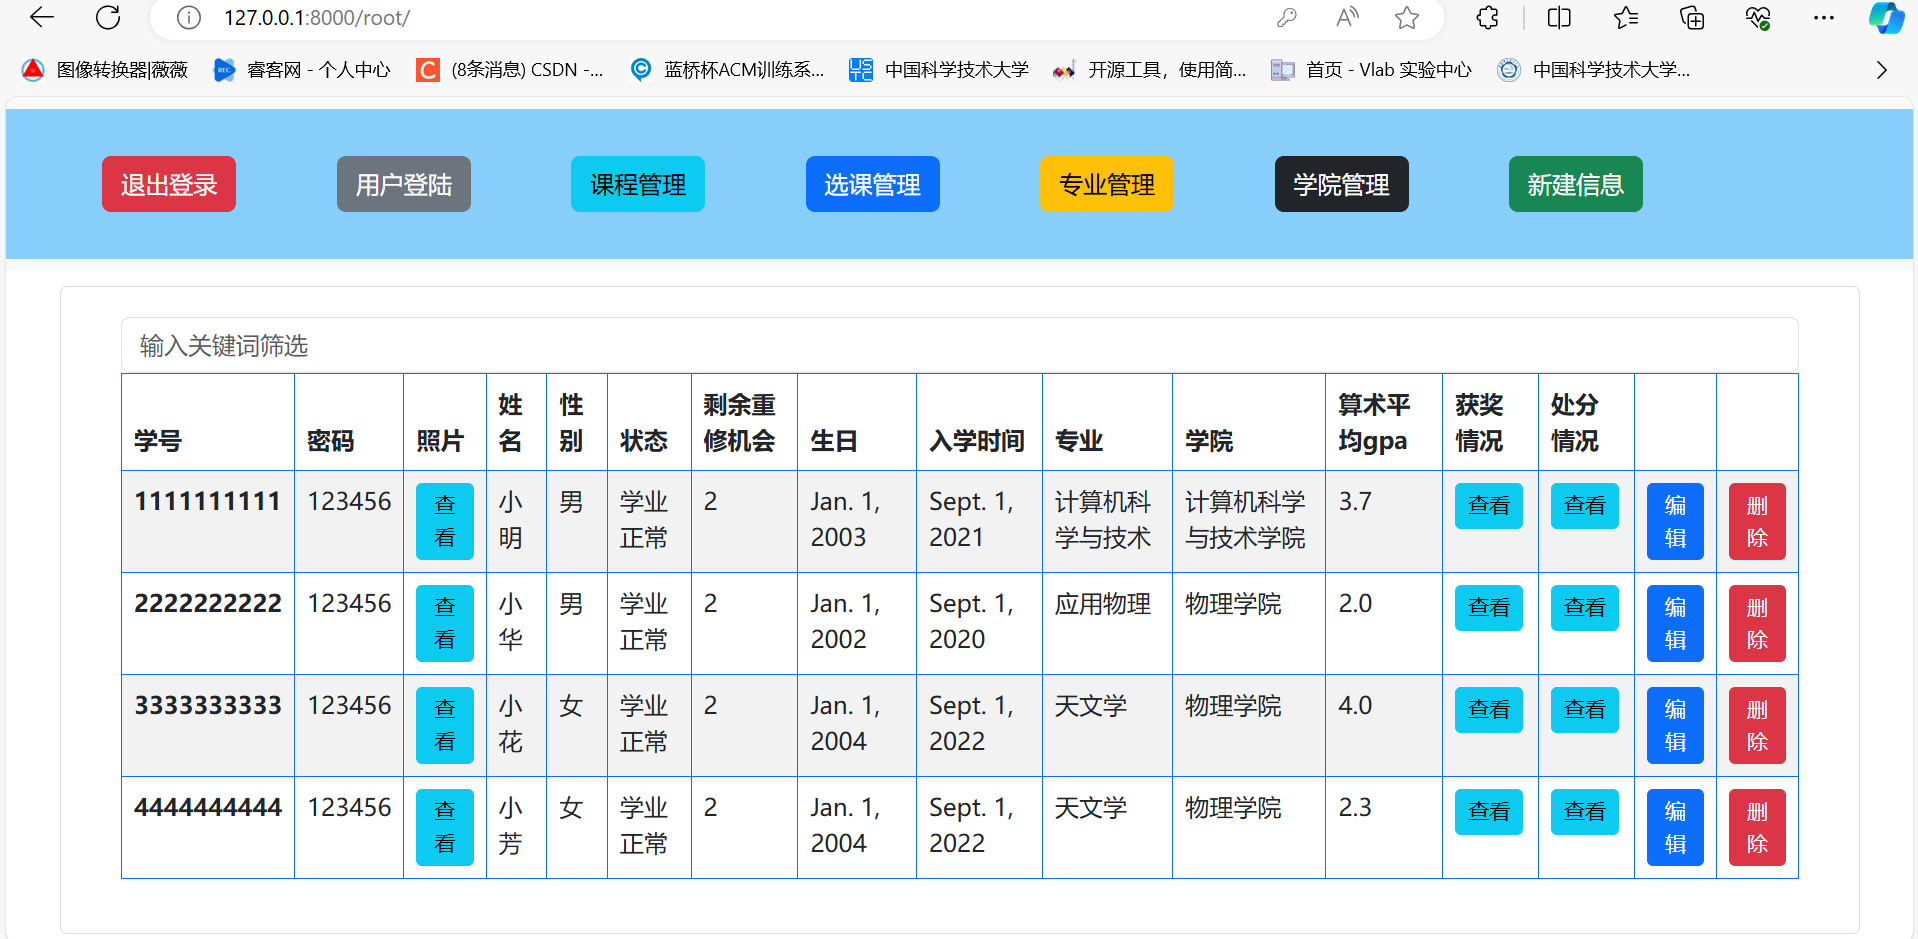 127.0.0.1:8000/root/
图像转换器|薇薇 睿客网 - 个人中心 (8条消息) CSDN -... 蓝桥杯ACM训练系... 中国科学技术大学 开源工具，使用简... 首页 - Vlab 实验中心 中国科学技术大学...
退出登录 用户登陆 课程管理 选课管理 专业管理 学院管理 新建信息
输入关键词筛选
学号 密码 照片 姓名 性别 状态 剩余重修机会 生日 入学时间 专业 学院 算术平均gpa 获奖情况 处分情况
1111111111 123456 查看 小明 男 学业正常 2 Jan. 1, 2003 Sept. 1, 2021 计算机科学与技术 计算机科学与技术学院 3.7 查看 查看 编辑 删除
2222222222 123456 查看 小华 男 学业正常 2 Jan. 1, 2002 Sept. 1, 2020 应用物理 物理学院 2.0 查看 查看 编辑 删除
3333333333 123456 查看 小花 女 学业正常 2 Jan. 1, 2004 Sept. 1, 2022 天文学 物理学院 4.0 查看 查看 编辑 删除
4444444444 123456 查看 小芳 女 学业正常 2 Jan. 1, 2004 Sept. 1, 2022 天文学 物理学院 2.3 查看 查看 编辑 删除